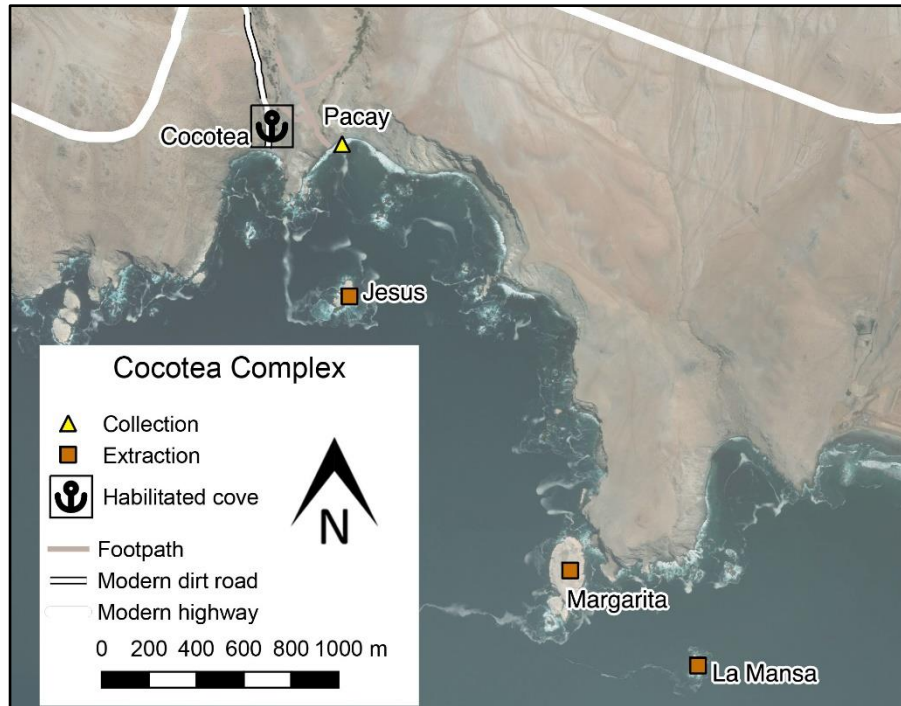 Pacay
Cocotea
Jesus
Cocotea Complex
Collection
Extraction
Habilitated cove
N
Footpath
Modern dirt road
Modern highway
0 200 400 600 800 1000 m
Margarita
La Mansa